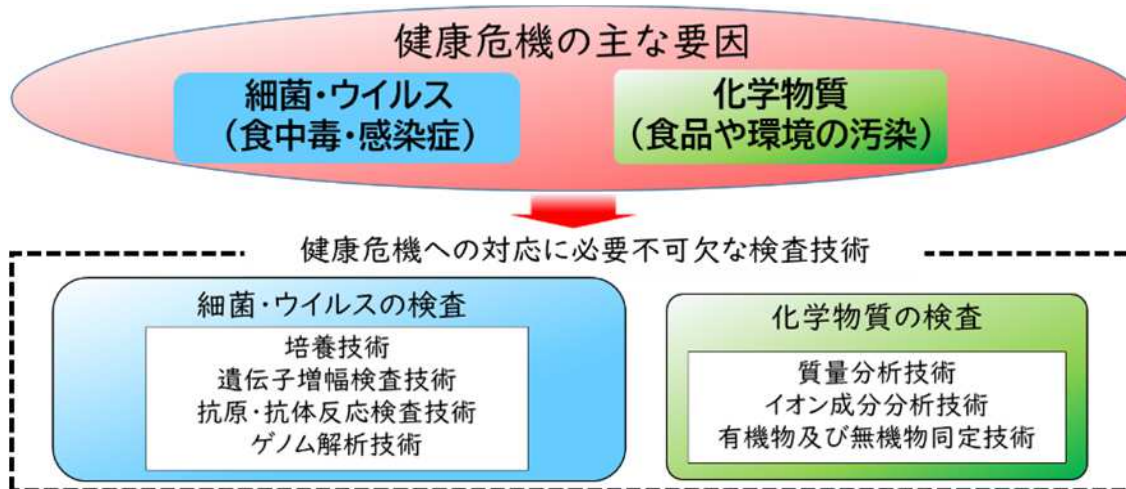 健康危機の主な要因
細菌・ウイルス
（食中毒・感染症）
化学物質
（食品や環境の汚染）
健康危機への対応に必要不可欠な検査技術
細菌・ウイルスの検査
培養技術
遺伝子増幅検査技術
抗原・抗体反応検査技術
ゲノム解析技術
化学物質の検査
質量分析技術
イオン成分分析技術
有機物及び無機物同定技術